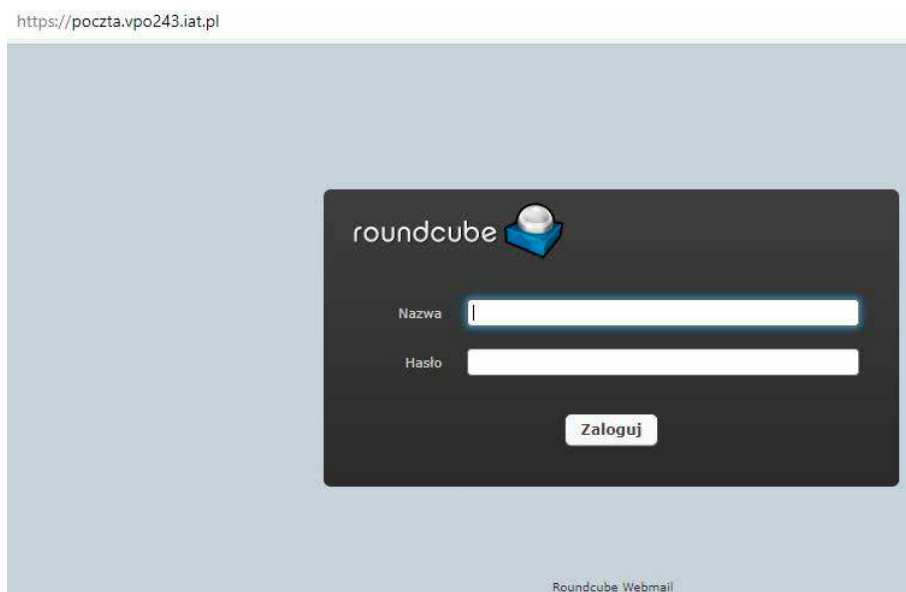 https://poczta.vpo243.iat.pl
roundcube
Nazwa
Hasło
Zaloguj
Roundcube Webmail